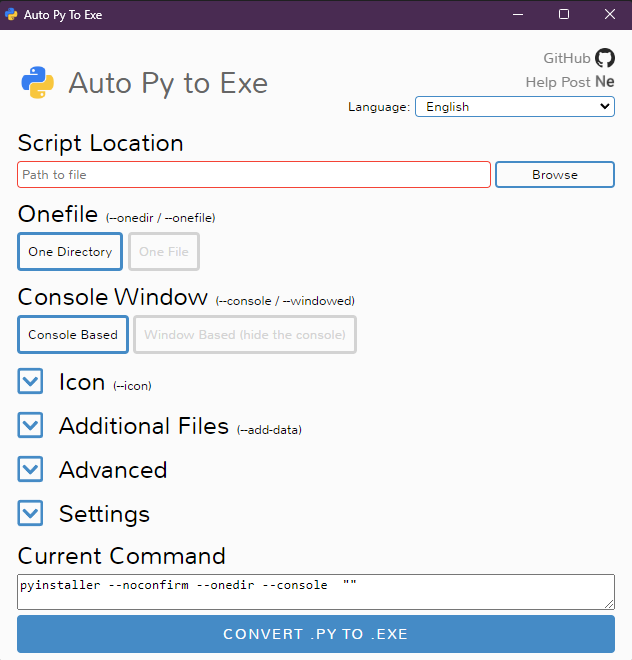 Auto Py To Exe
GitHub
Help Post Ne
Auto Py to Exe
Language: English
Script Location
Path to file
Browse
Onefile (--onedir / --onefile)
One Directory
One File
Console Window (--console / --windowed)
Console Based
Window Based (hide the console)
Icon (--icon)
Additional Files (--add-data)
Advanced
Settings
Current Command
pyinstaller --noconfirm --onedir --console  ""
CONVERT .PY TO .EXE